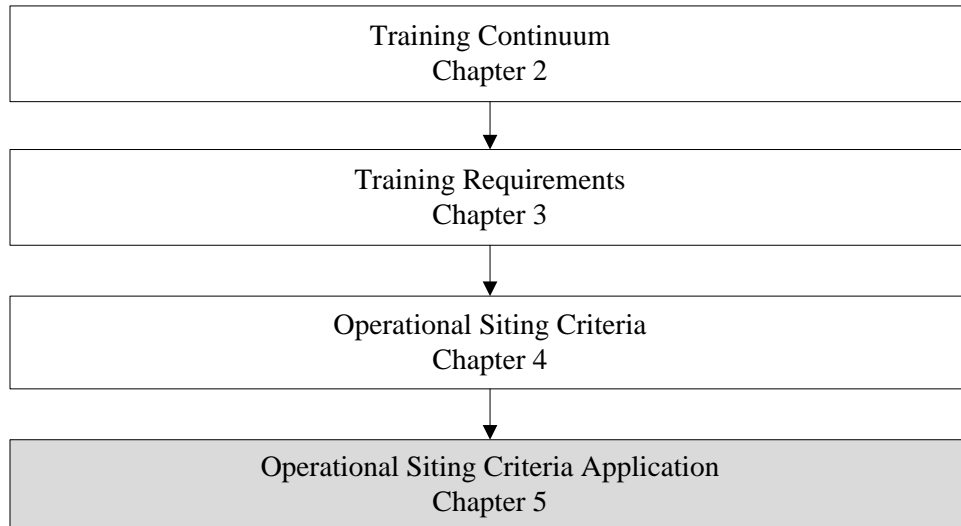 Training Continuum
Chapter 2
Training Requirements
Chapter 3
Operational Siting Criteria
Chapter 4
Operational Siting Criteria Application
Chapter 5